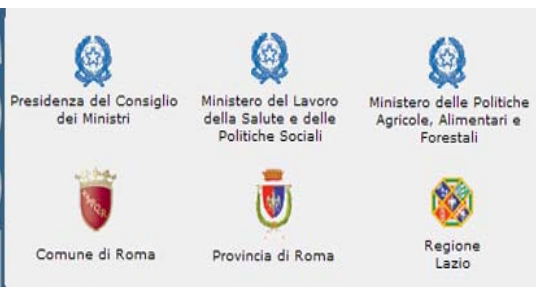 Presidenza del Consiglio
dei Ministri
Ministero del Lavoro
della Salute e delle
Politiche Sociali
Ministero delle Politiche
Agricole, Alimentari e
Forestali
Comune di Roma
Provincia di Roma
Regione
Lazio